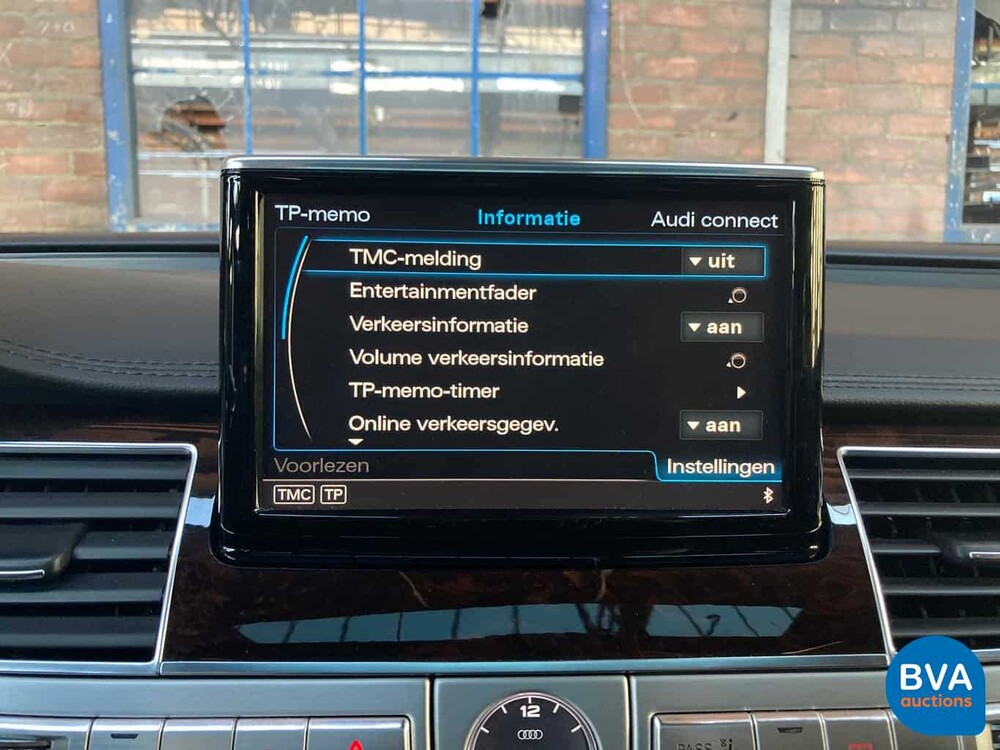 TP-memo Informatie Audi connect
TMC-melding uit
Entertainmentfader
Verkeersinformatie aan
Volume verkeersinformatie
TP-memo-timer
Online verkeersgegev. aan
Voorlezen Instellingen
TMC TP
BVA
auctions
12
PASS